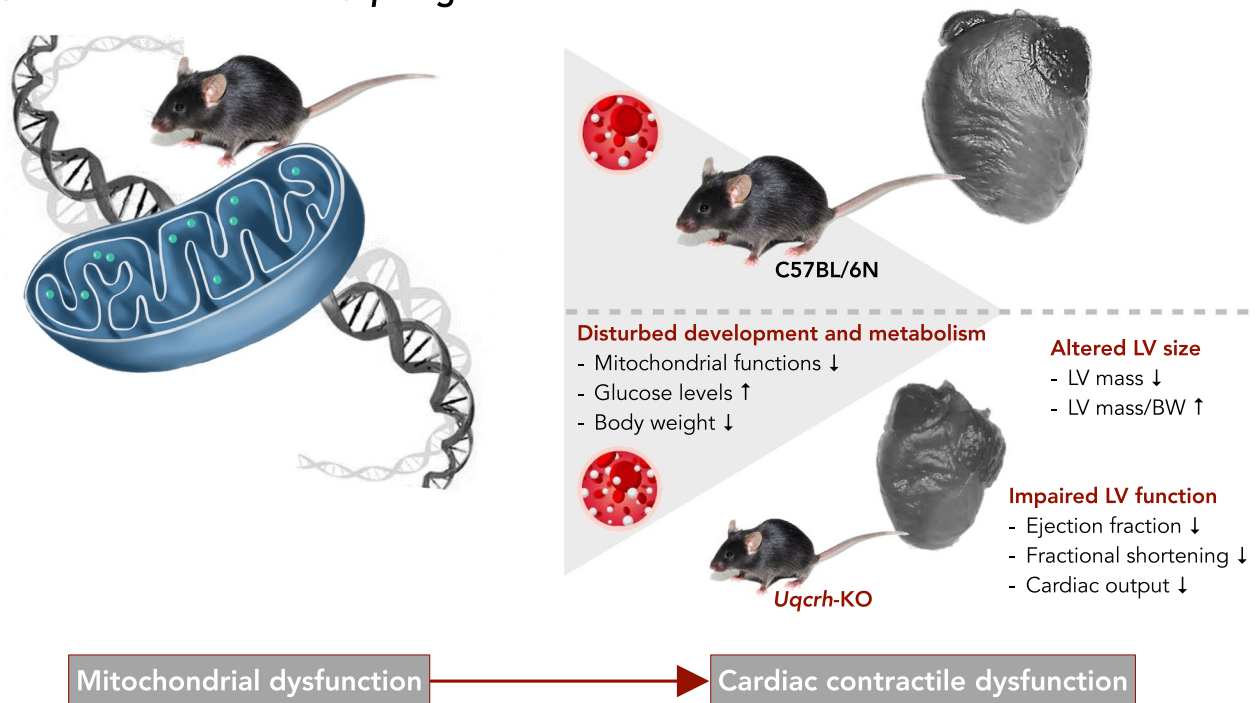 C57BL/6N
Disturbed development and metabolism
- Mitochondrial functions ↓
- Glucose levels ↑
- Body weight ↓
Altered LV size
- LV mass ↓
- LV mass/BW ↑
Impaired LV function
- Ejection fraction ↓
- Fractional shortening ↓
- Cardiac output ↓
Uqcrh-KO
Mitochondrial dysfunction
Cardiac contractile dysfunction